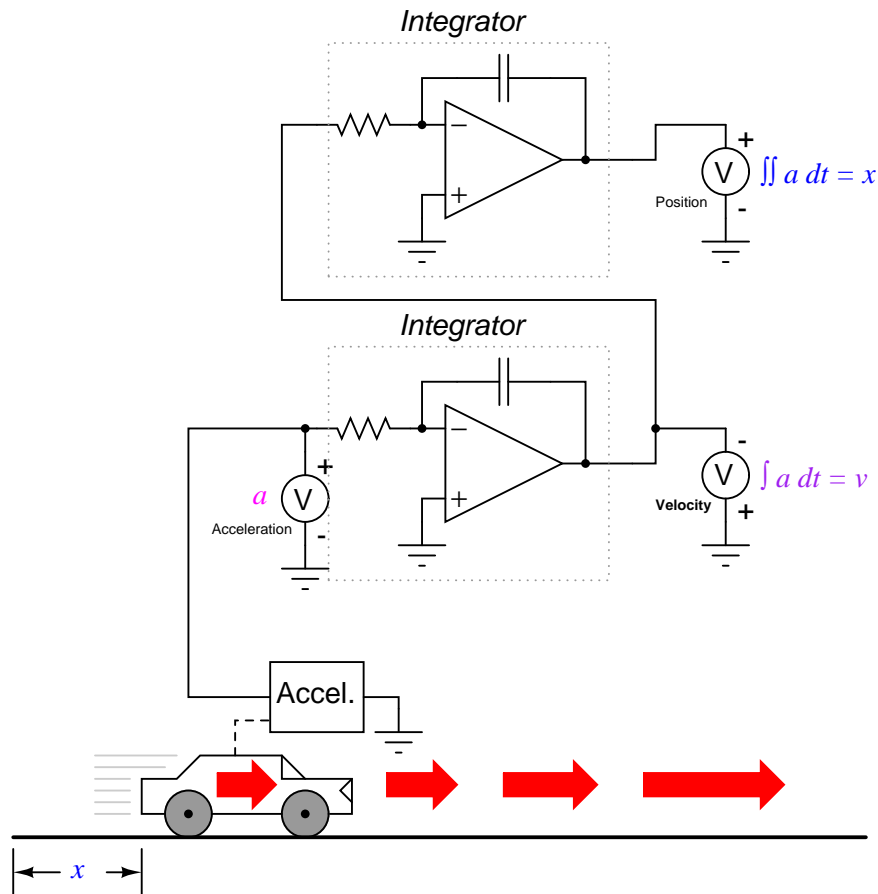 Integrator
−
+
+
V
-
Position
∬ a dt = x
Integrator
−
+
-
V
+
Velocity
∫ a dt = v
+
a
V
-
Acceleration
Accel.
x